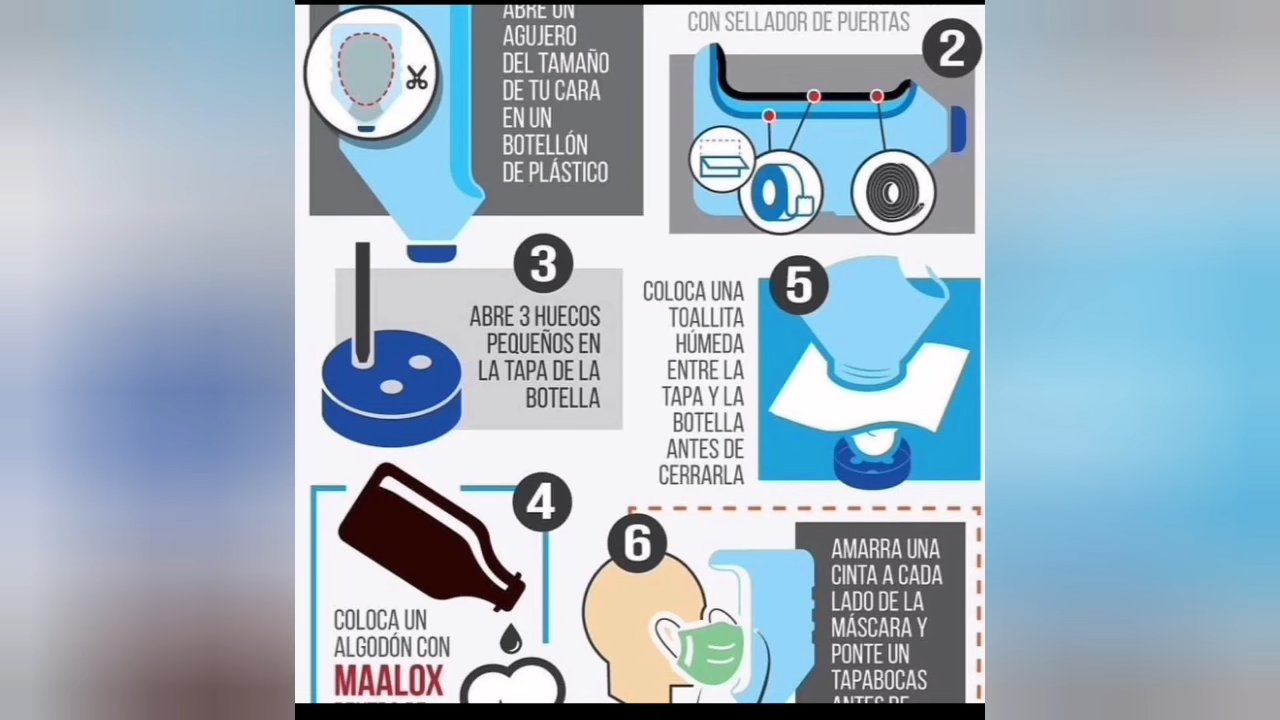 ABRE UN
AGUJERO
DEL TAMAÑO
DE TU CARA
EN UN
BOTELLÓN
DE PLÁSTICO
CON SELLADOR DE PUERTAS
2
3
ABRE 3 HUECOS
PEQUEÑOS EN
LA TAPA DE LA
BOTELLA
4
COLOCA UN
ALGODÓN CON
MAALOX
5
COLOCA UNA
TOALLITA
HÚMEDA
ENTRE LA
TAPA Y LA
BOTELLA
ANTES DE
CERRARLA
6
AMARRA UNA
CINTA A CADA
LADO DE LA
MÁSCARA Y
PONTE UN
TAPABOCAS
ANTES DE